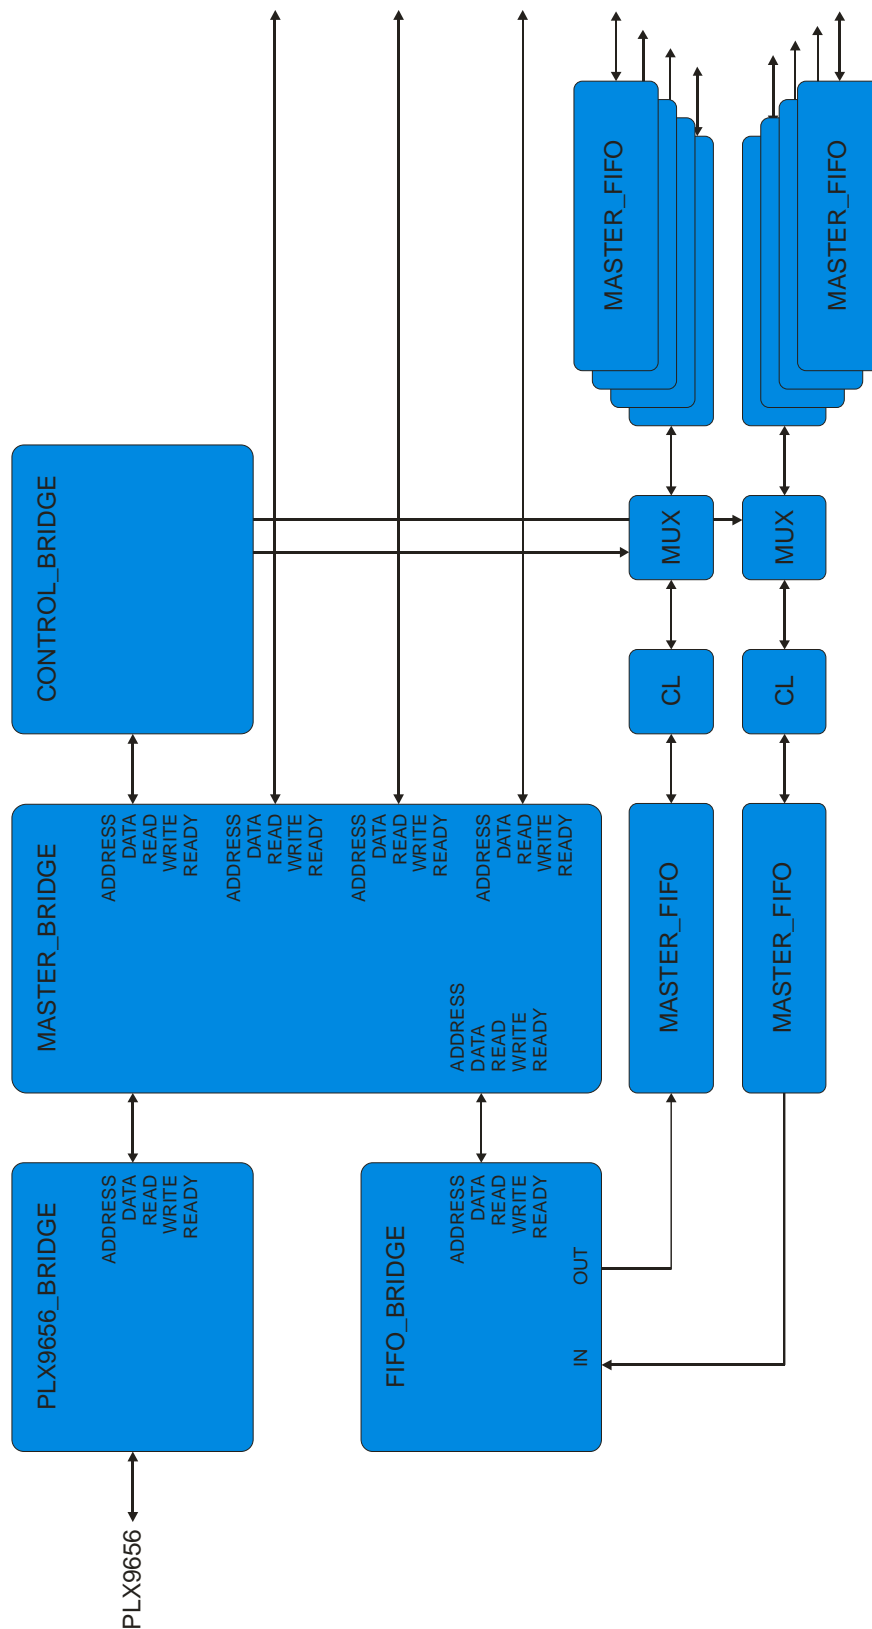 PLX9656
PLX9656_BRIDGE
ADDRESS
DATA
READ
WRITE
READY
FIFO_BRIDGE
ADDRESS
DATA
READ
WRITE
READY
IN
OUT
MASTER_BRIDGE
ADDRESS
DATA
READ
WRITE
READY
ADDRESS
DATA
READ
WRITE
READY
ADDRESS
DATA
READ
WRITE
READY
ADDRESS
DATA
READ
WRITE
READY
ADDRESS
DATA
READ
WRITE
READY
CONTROL_BRIDGE
MASTER_FIFO
CL
MUX
MASTER_FIFO
MASTER_FIFO
CL
MUX
MASTER_FIFO